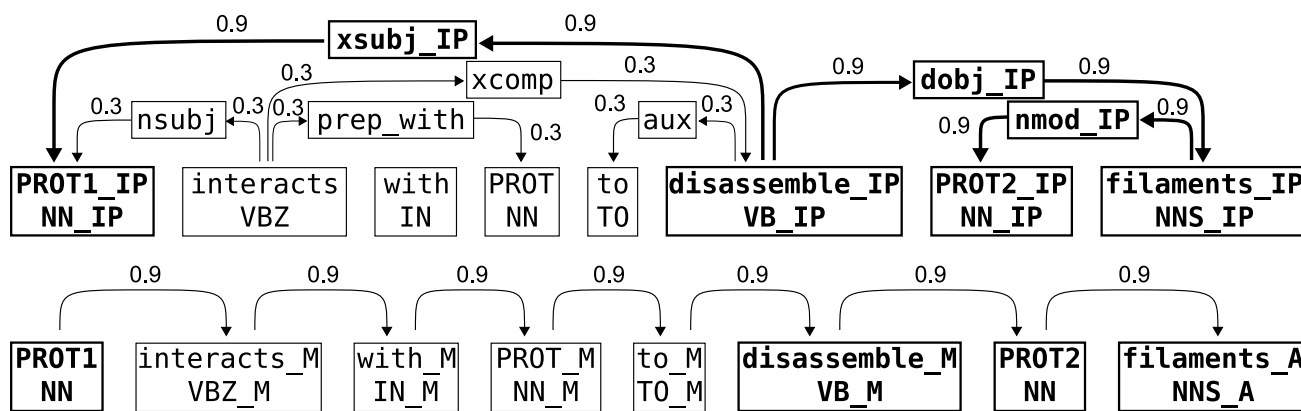 0.9 xsubj_IP 0.9
0.3 xcomp 0.3 0.9 dobj_IP 0.9
0.3 nsubj 0.3 0.3 prep_with 0.3 0.3 aux 0.3 0.9 nmod_IP 0.9
PROT1_IP interacts with PROT to disassemble_IP PROT2_IP filaments_IP
NN_IP VBZ IN NN TO VB_IP NN_IP NNS_IP
0.9 0.9 0.9 0.9 0.9 0.9 0.9
PROT1 interacts_M with_M PROT_M to_M disassemble_M PROT2 filaments_A
NN VBZ_M IN_M NN_M TO_M VB_M NN NNS_A